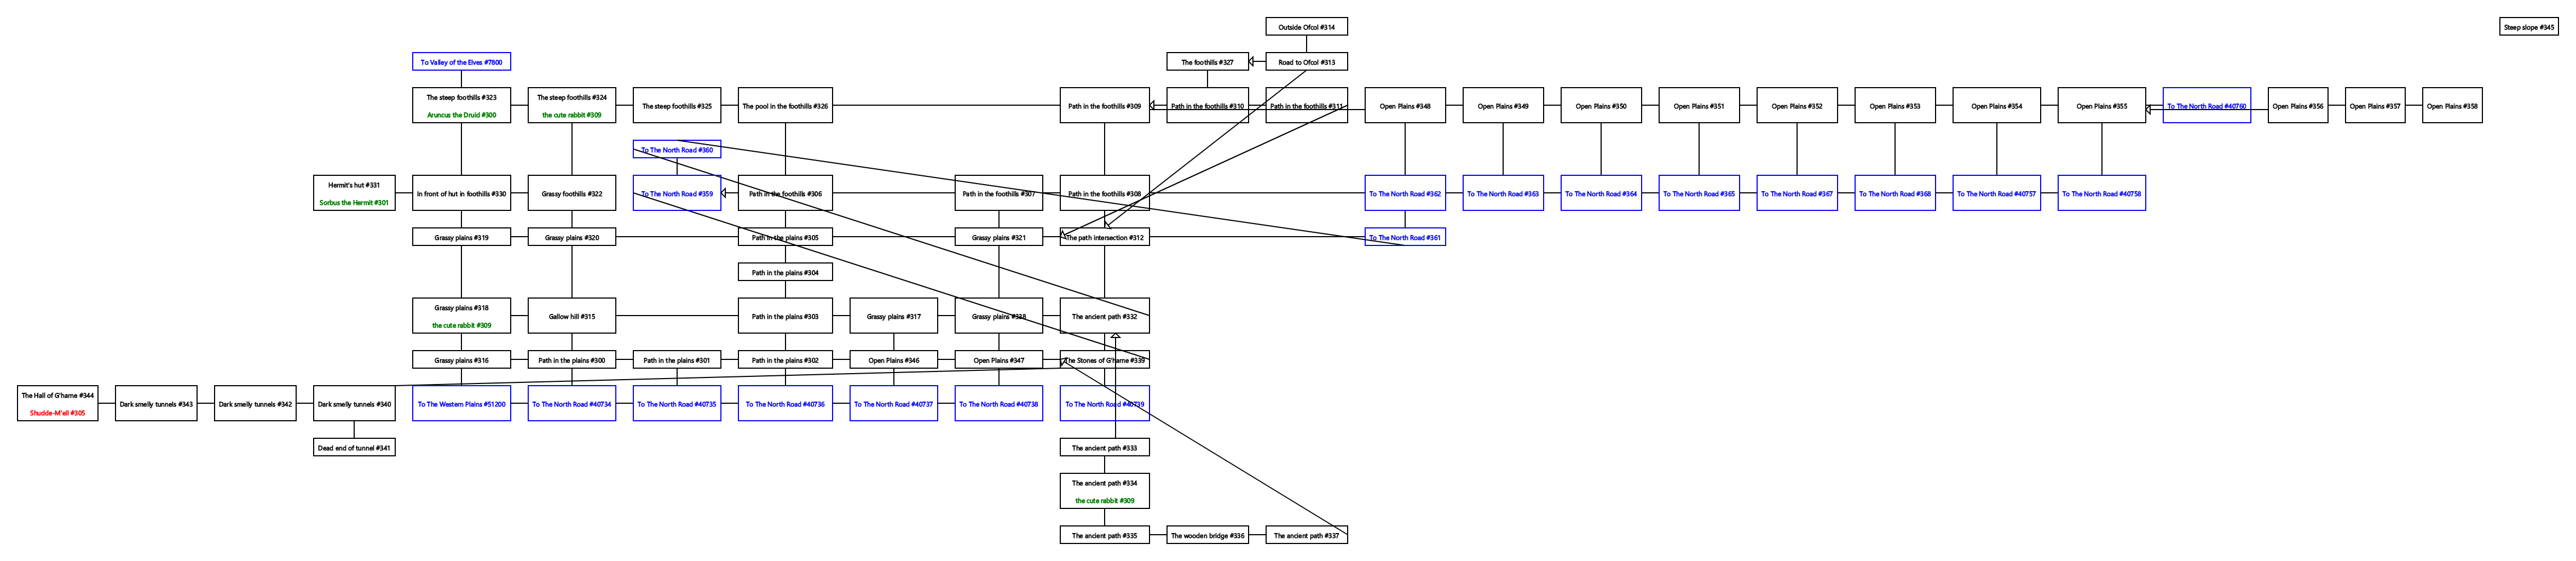 Outside Ofcol #314
Steep slope #345
To Valley of the Elves #7800
The foothills #327
Road to Ofcol #313
The steep foothills #323
Aruncus the Druid #300
The steep foothills #324
the cute rabbit #309
The steep foothills #325
The pool in the foothills #326
Path in the foothills #309
Path in the foothills #310
Path in the foothills #311
Open Plains #348
Open Plains #349
Open Plains #350
Open Plains #351
Open Plains #352
Open Plains #353
Open Plains #354
Open Plains #355
To The North Road #40760
Open Plains #356
Open Plains #357
Open Plains #358
To The North Road #360
Hermit's hut #331
Sorbus the Hermit #301
In front of hut in foothills #330
Grassy foothills #322
To The North Road #359
Path in the foothills #306
Path in the foothills #307
Path in the foothills #308
To The North Road #362
To The North Road #363
To The North Road #364
To The North Road #365
To The North Road #367
To The North Road #368
To The North Road #40757
To The North Road #40758
Grassy plains #319
Grassy plains #320
Path in the plains #305
Grassy plains #321
The path intersection #312
To The North Road #361
Path in the plains #304
Grassy plains #318
the cute rabbit #309
Gallow hill #315
Path in the plains #303
Grassy plains #317
Grassy plains #338
The ancient path #332
Grassy plains #316
Path in the plains #300
Path in the plains #301
Path in the plains #302
Open Plains #346
Open Plains #347
The Stones of G'harne #339
The Hall of G'harne #344
Shudde-M'ell #305
Dark smelly tunnels #343
Dark smelly tunnels #342
Dark smelly tunnels #340
To The Western Plains #51200
To The North Road #40734
To The North Road #40735
To The North Road #40736
To The North Road #40737
To The North Road #40738
To The North Road #40739
Dead end of tunnel #341
The ancient path #333
The ancient path #334
the cute rabbit #309
The ancient path #335
The wooden bridge #336
The ancient path #337